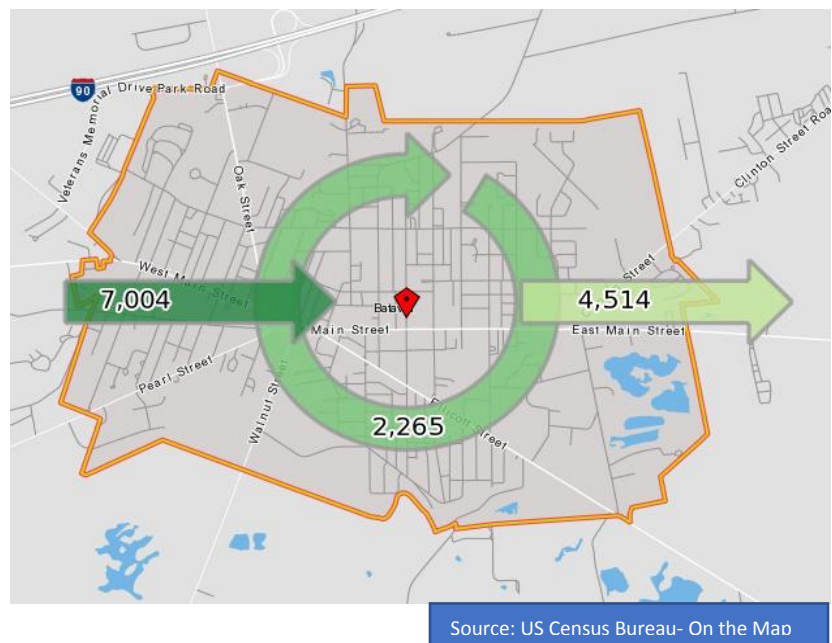 90
Veterans Memorial Drive
Park Road
Oak Street
Clinton Street Road
West Main Street
7,004
4,514
Main Street
East Main Street
Pearl Street
Walnut Street
Ellicott Street
2,265
Source: US Census Bureau- On the Map